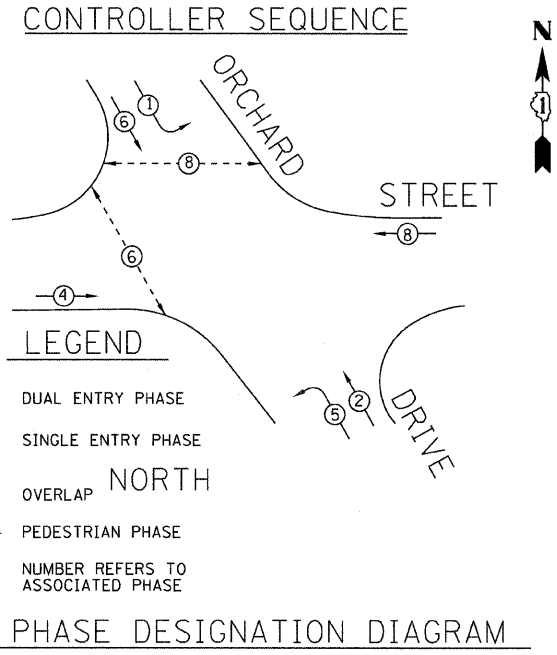 CONTROLLER SEQUENCE
N
1
1
6
ORCHARD
8
STREET
8
6
4
LEGEND
5
2
DRIVE
DUAL ENTRY PHASE
SINGLE ENTRY PHASE
OVERLAP
NORTH
PEDESTRIAN PHASE
NUMBER REFERS TO
ASSOCIATED PHASE
PHASE DESIGNATION DIAGRAM